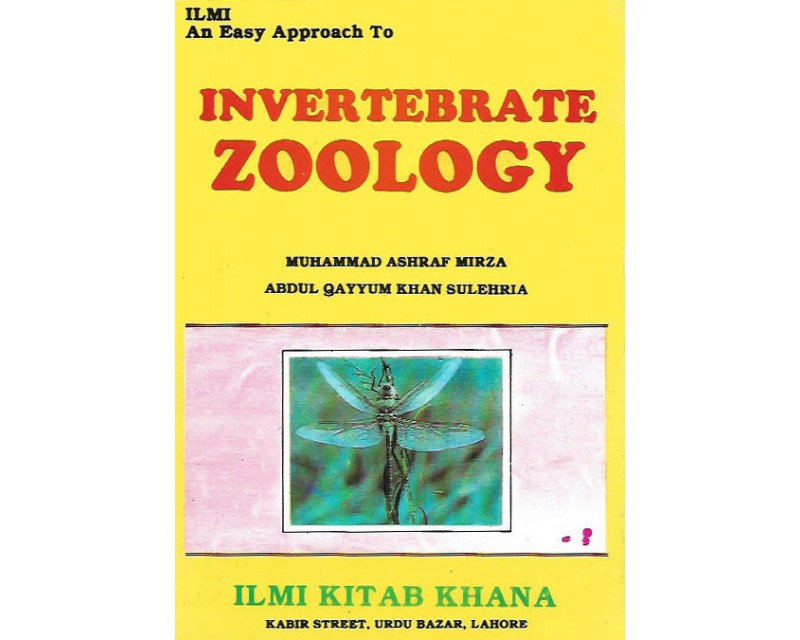 ILMI
An Easy Approach To
INVERTEBRATE
ZOOLOGY
MUHAMMAD ASHRAF MIRZA
ABDUL QAYYUM KHAN SULEHRIA
ILMI KITAB KHANA
KABIR STREET, URDU BAZAR, LAHORE